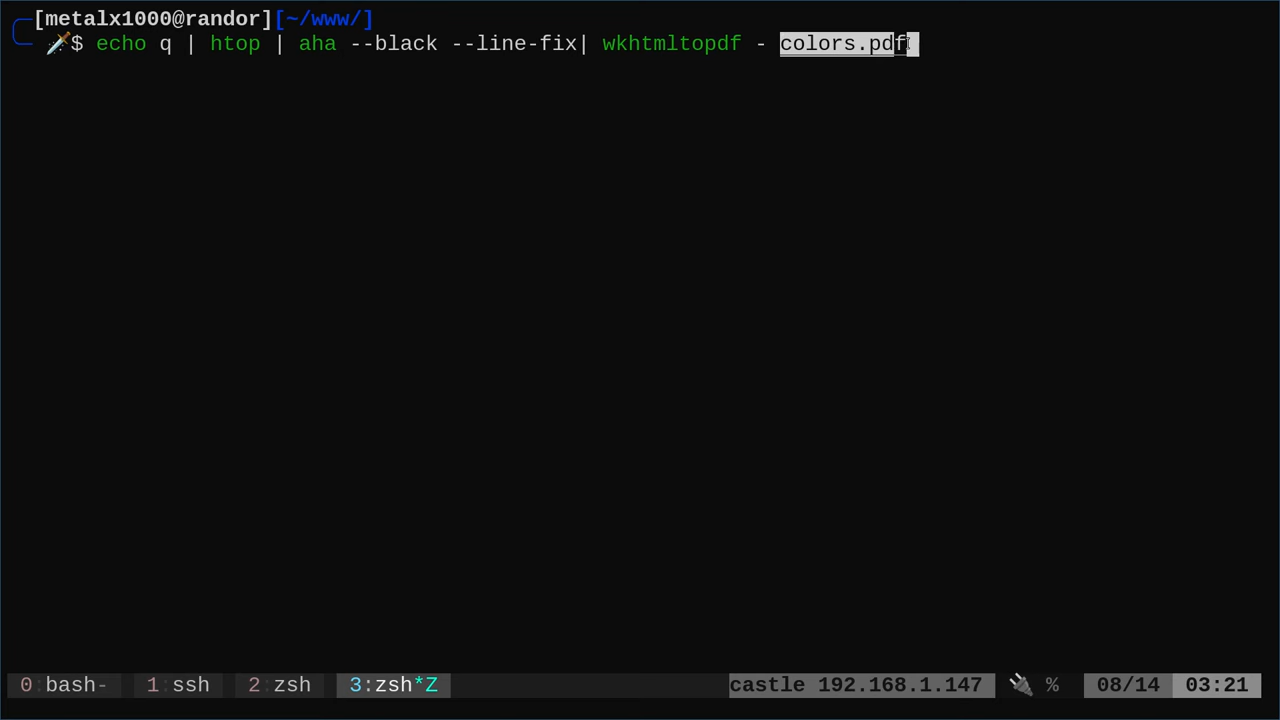 [metalx1000@randor][~/www/]
🗡️$ echo q | htop | aha --black --line-fix| wkhtmltopdf - colors.pdf
0:bash- 1:ssh 2:zsh 3:zsh*Z castle 192.168.1.147 🔌 % 08/14 03:21